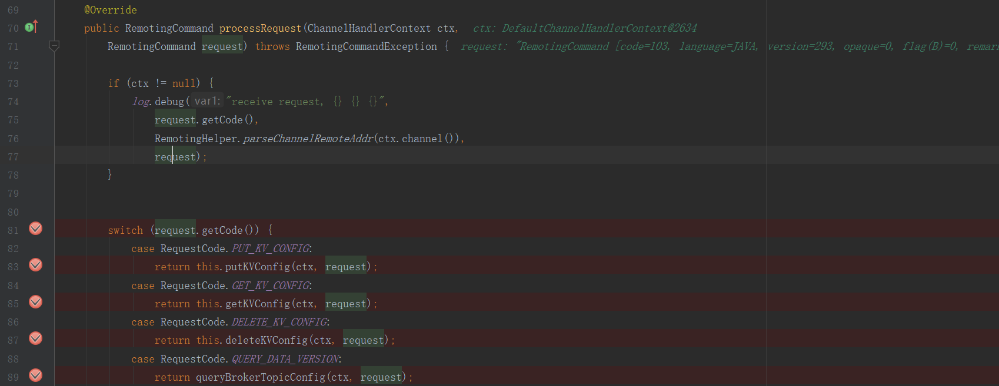 69 @Override
70 public RemotingCommand processRequest(ChannelHandlerContext ctx, ctx: DefaultChannelHandlerContext@2634
71 RemotingCommand request) throws RemotingCommandException { request: "RemotingCommand [code=103, language=JAVA, version=293, opaque=0, flag(B)=0, remark
72
73 if (ctx != null) {
74 log.debug( var1: "receive request, {} {} {}",
75 request.getCode(),
76 RemotingHelper.parseChannelRemoteAddr(ctx.channel()),
77 request);
78 }
79
80
81 switch (request.getCode()) {
82 case RequestCode.PUT_KV_CONFIG:
83 return this.putKVConfig(ctx, request);
84 case RequestCode.GET_KV_CONFIG:
85 return this.getKVConfig(ctx, request);
86 case RequestCode.DELETE_KV_CONFIG:
87 return this.deleteKVConfig(ctx, request);
88 case RequestCode.QUERY_DATA_VERSION:
89 return queryBrokerTopicConfig(ctx, request);